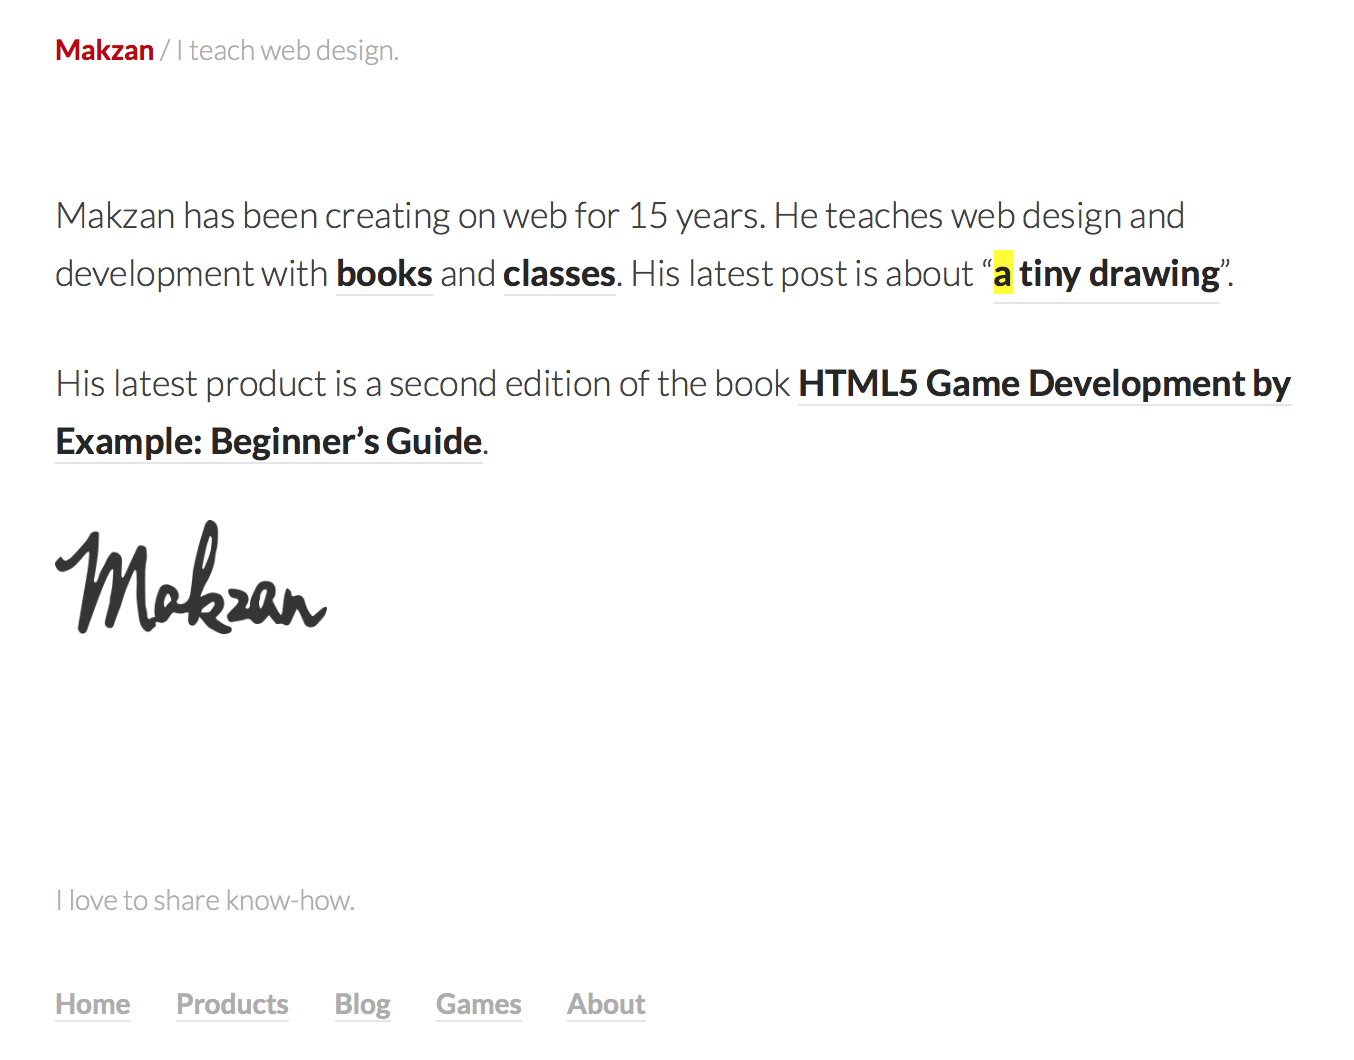 Makzan / I teach web design.
Makzan has been creating on web for 15 years. He teaches web design and
development with books and classes. His latest post is about “a tiny drawing”.
His latest product is a second edition of the book HTML5 Game Development by
Example: Beginner’s Guide.
Makzan
I love to share know-how.
Home Products Blog Games About